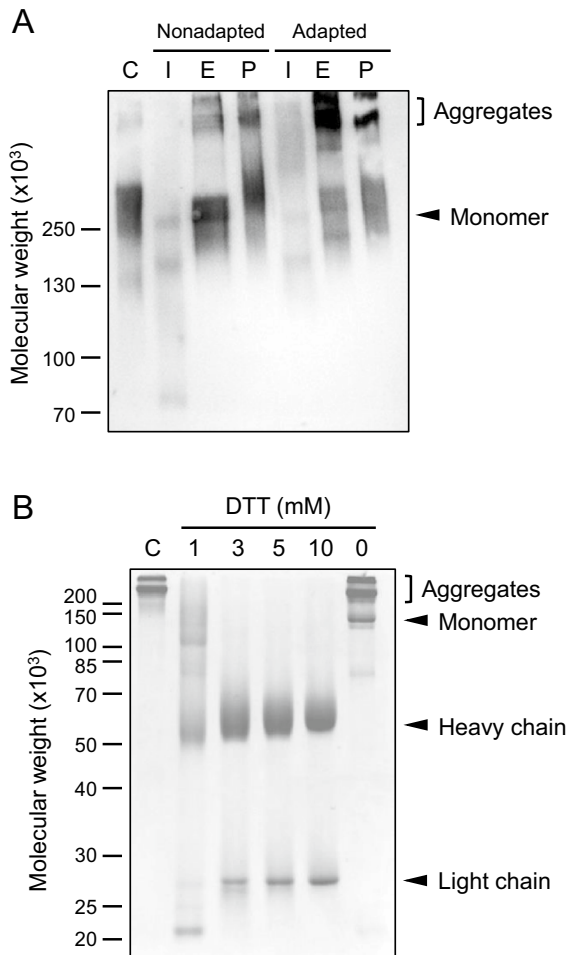 A
Nonadapted Adapted
C I E P I E P
Aggregates
Monomer
Molecular weight (x10³)
250
130
100
70
B
DTT (mM)
C 1 3 5 10 0
Aggregates
Monomer
Heavy chain
Light chain
Molecular weight (x10³)
200
150
100
85
70
50
40
30
25
20